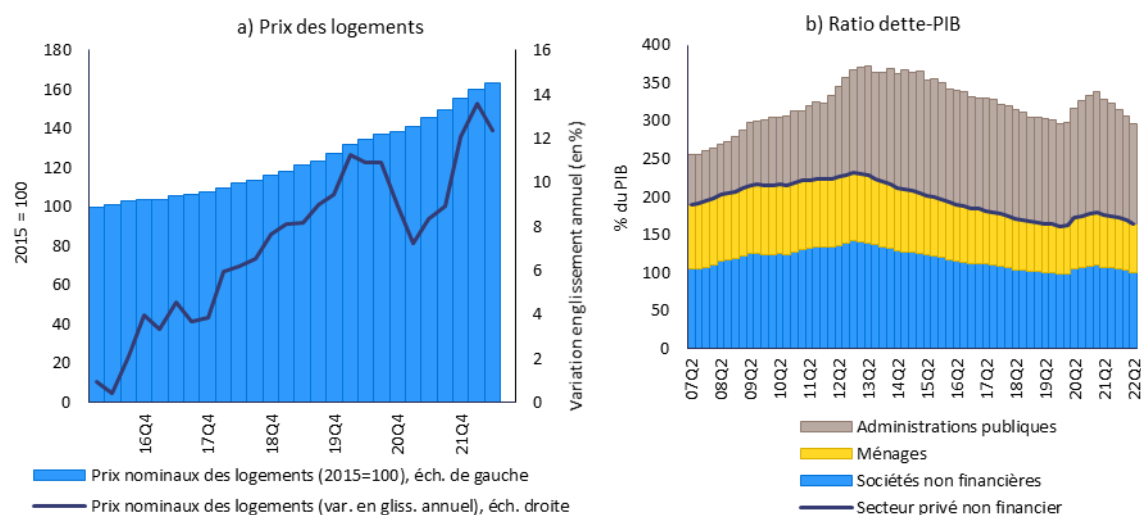 a) Prix des logements
180
160
140
120
100
80
60
40
20
0
2015 = 100
16
14
12
10
8
6
4
2
0
Variation englissement annuel (en %)
16Q4
17Q4
18Q4
19Q4
20Q4
21Q4
Prix nominaux des logements (2015=100), éch. de gauche
Prix nominaux des logements (var. en gliss. annuel), éch. droite
b) Ratio dette-PIB
400
350
300
250
200
150
100
50
0
% du PIB
07Q2
08Q2
09Q2
10Q2
11Q2
12Q2
13Q2
14Q2
15Q2
16Q2
17Q2
18Q2
19Q2
20Q2
21Q2
22Q2
Administrations publiques
Ménages
Sociétés non financières
Secteur privé non financier